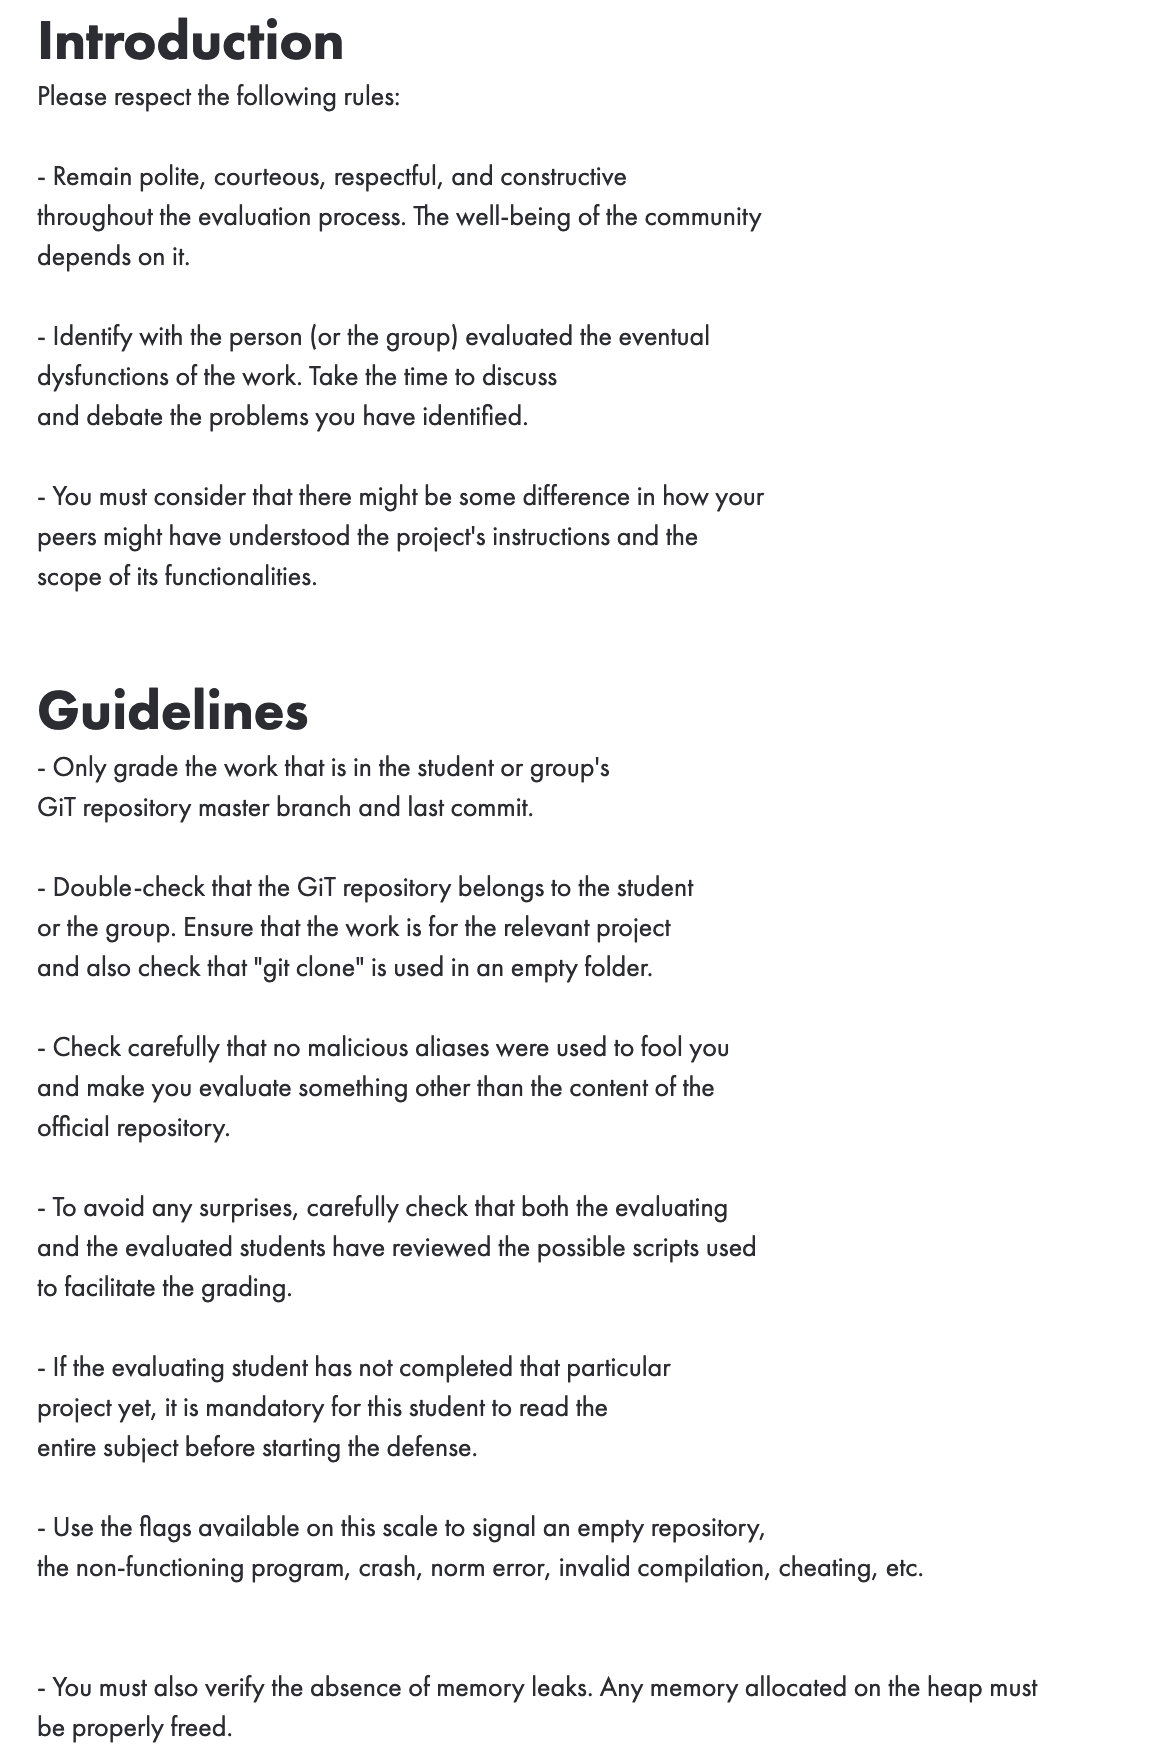 Introduction
Please respect the following rules:
- Remain polite, courteous, respectful, and constructive
throughout the evaluation process. The well-being of the community
depends on it.
- Identify with the person (or the group) evaluated the eventual
dysfunctions of the work. Take the time to discuss
and debate the problems you have identified.
- You must consider that there might be some difference in how your
peers might have understood the project's instructions and the
scope of its functionalities.
Guidelines
- Only grade the work that is in the student or group's
GiT repository master branch and last commit.
- Double-check that the GiT repository belongs to the student
or the group. Ensure that the work is for the relevant project
and also check that "git clone" is used in an empty folder.
- Check carefully that no malicious aliases were used to fool you
and make you evaluate something other than the content of the
official repository.
- To avoid any surprises, carefully check that both the evaluating
and the evaluated students have reviewed the possible scripts used
to facilitate the grading.
- If the evaluating student has not completed that particular
project yet, it is mandatory for this student to read the
entire subject before starting the defense.
- Use the flags available on this scale to signal an empty repository,
the non-functioning program, crash, norm error, invalid compilation, cheating, etc.
- You must also verify the absence of memory leaks. Any memory allocated on the heap must
be properly freed.